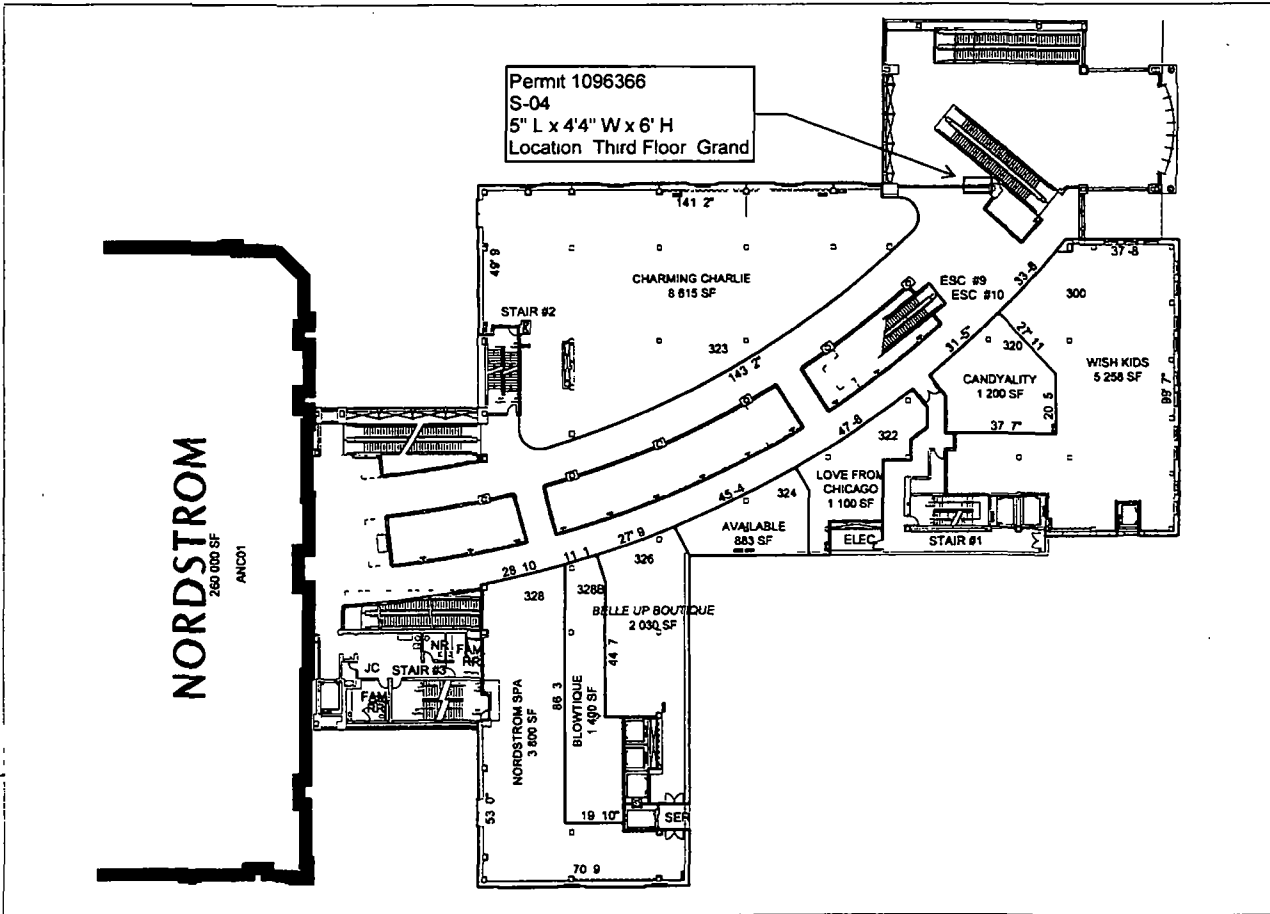 Permit 1096366
S-04
5" L x 4'4" W x 6' H
Location Third Floor Grand
141 2"
49' 9
CHARMING CHARLIE
8 615 SF
STAIR #2
323
143 2"
ESC #9
ESC #10
33 -8
37 -8
300
31 -5"
27' 11
320
WISH KIDS
5 258 SF
CANDYALITY
1 200 SF
20 5
99' 7"
37 7"
47 -8
322
LOVE FROM
CHICAGO
1 100 SF
324
45 -4
AVAILABLE
883 SF
ELEC
STAIR #1
NORDSTROM
260 000 SF
ANC01
27' 9
11 1
28 10
326
328
328B
BELLE UP BOUTIQUE
2 030 SF
44 7
NR
FAM
RR
JC
STAIR #3
FAM
86 3
NORDSTROM SPA
3 800 SF
BLOWTIQUE
1 490 SF
53 0"
19 10"
SER
70 9